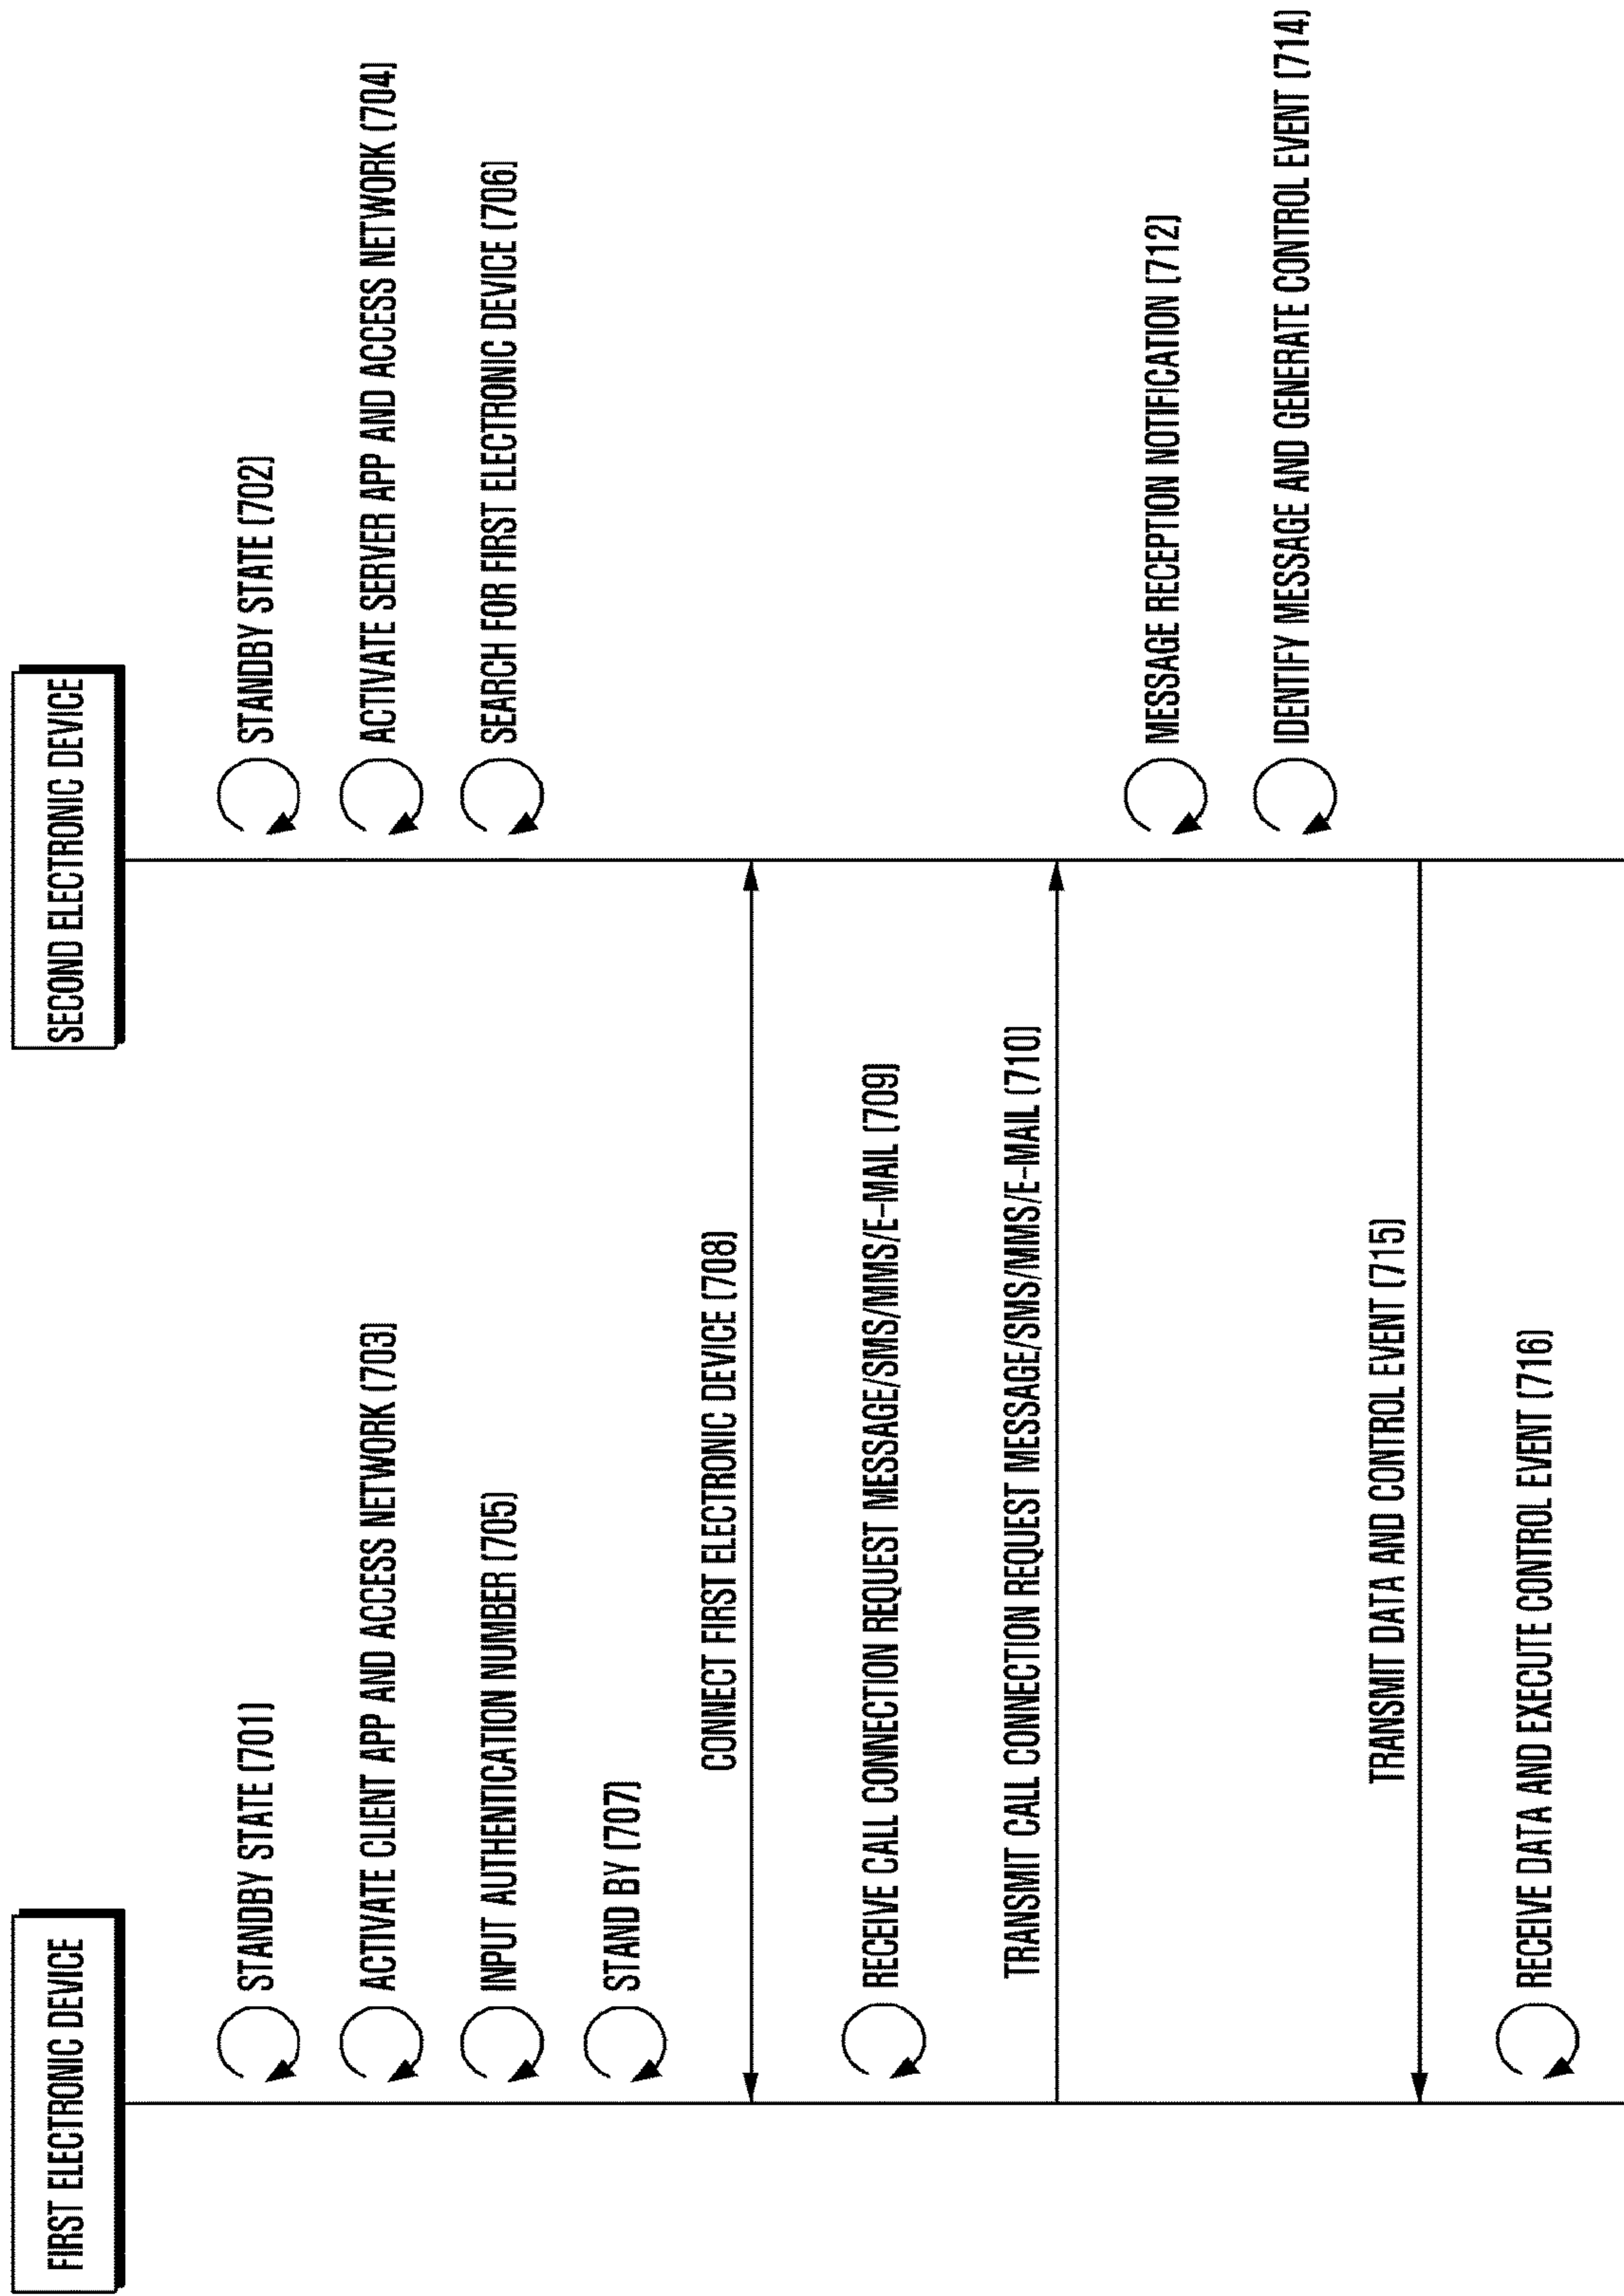 FIRST ELECTRONIC DEVICE
SECOND ELECTRONIC DEVICE
STANDBY STATE (701)
STANDBY STATE (702)
ACTIVATE CLIENT APP AND ACCESS NETWORK (703)
ACTIVATE SERVER APP AND ACCESS NETWORK (704)
INPUT AUTHENTICATION NUMBER (705)
SEARCH FOR FIRST ELECTRONIC DEVICE (706)
STAND BY (707)
CONNECT FIRST ELECTRONIC DEVICE (708)
RECEIVE CALL CONNECTION REQUEST MESSAGE/SMS/MMS/E-MAIL (709)
TRANSMIT CALL CONNECTION REQUEST MESSAGE/SMS/MMS/E-MAIL (710)
MESSAGE RECEPTION NOTIFICATION (712)
IDENTIFY MESSAGE AND GENERATE CONTROL EVENT (714)
TRANSMIT DATA AND CONTROL EVENT (715)
RECEIVE DATA AND EXECUTE CONTROL EVENT (716)